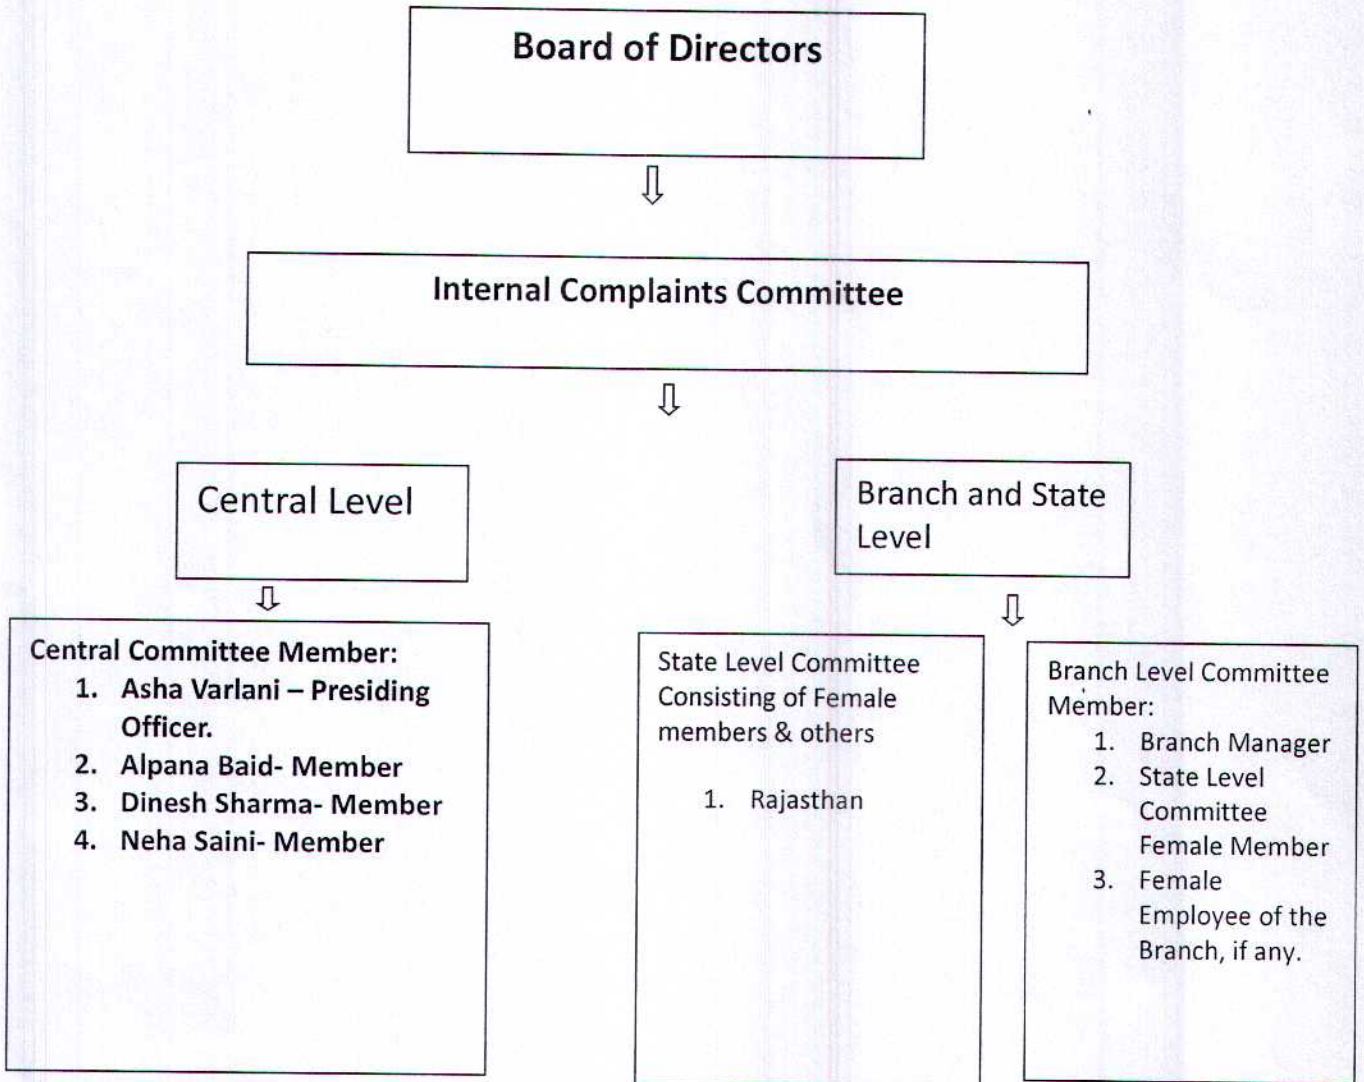 Board of Directors
Internal Complaints Committee
Central Level
Branch and State
Level
Central Committee Member:
1. Asha Varlani – Presiding
Officer.
2. Alpana Baid- Member
3. Dinesh Sharma- Member
4. Neha Saini- Member
State Level Committee
Consisting of Female
members & others
1. Rajasthan
Branch Level Committee
Member:
1. Branch Manager
2. State Level
Committee
Female Member
3. Female
Employee of the
Branch, if any.